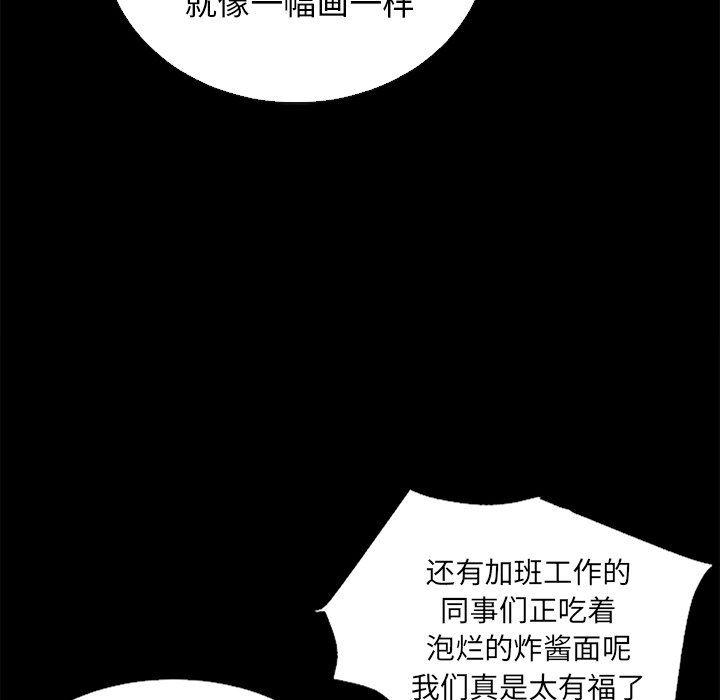 就像一幅画一样
还有加班工作的
同事们正吃着
泡烂的炸酱面呢
我们真是太有福了